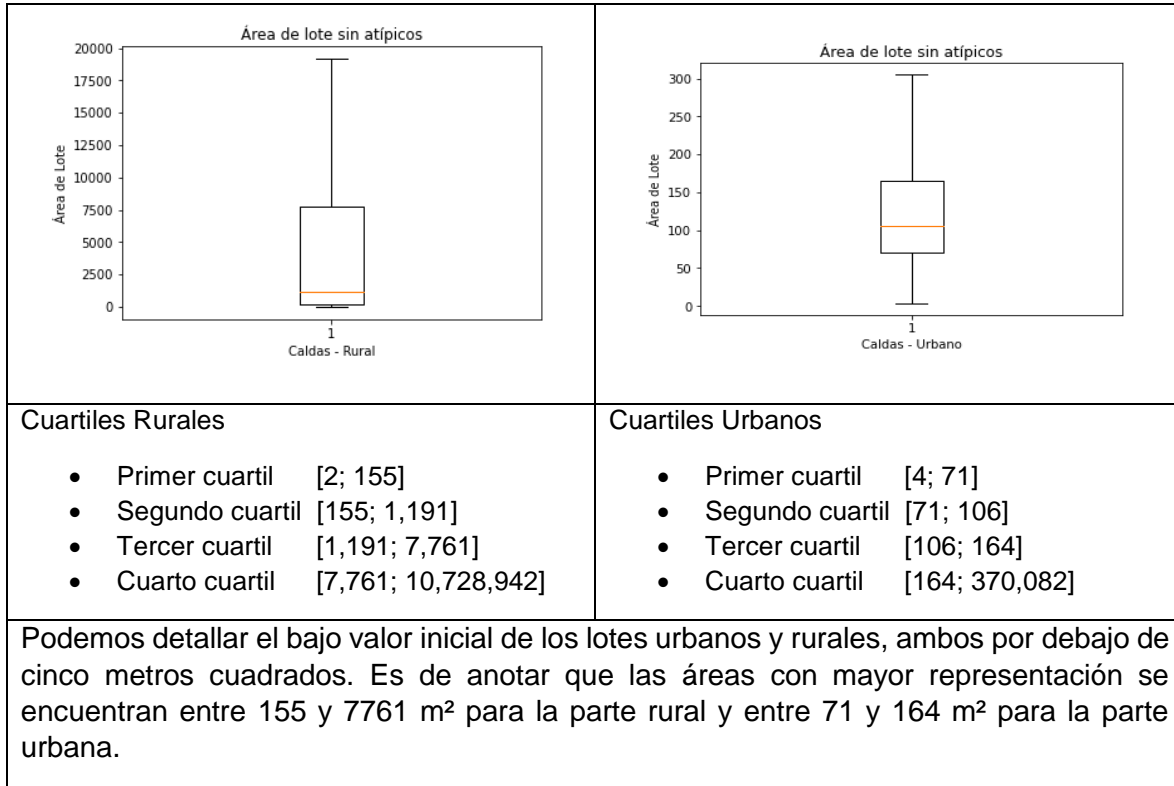 Área de lote sin atípicos
20000
17500
15000
12500
10000
7500
5000
2500
0
Área de Lote
1
Caldas - Rural
Área de lote sin atípicos
300
250
200
150
100
50
0
Área de Lote
1
Caldas - Urbano
Cuartiles Rurales
• Primer cuartil [2; 155]
• Segundo cuartil [155; 1,191]
• Tercer cuartil [1,191; 7,761]
• Cuarto cuartil [7,761; 10,728,942]
Cuartiles Urbanos
• Primer cuartil [4; 71]
• Segundo cuartil [71; 106]
• Tercer cuartil [106; 164]
• Cuarto cuartil [164; 370,082]
Podemos detallar el bajo valor inicial de los lotes urbanos y rurales, ambos por debajo de
cinco metros cuadrados. Es de anotar que las áreas con mayor representación se
encuentran entre 155 y 7761 m² para la parte rural y entre 71 y 164 m² para la parte
urbana.